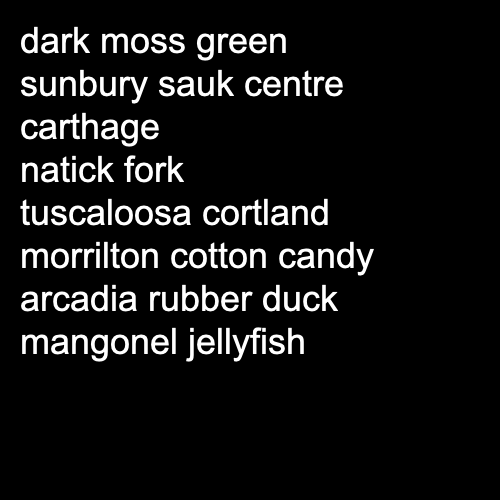 dark moss green
sunbury sauk centre
carthage
natick fork
tuscaloosa cortland
morrilton cotton candy
arcadia rubber duck
mangonel jellyfish